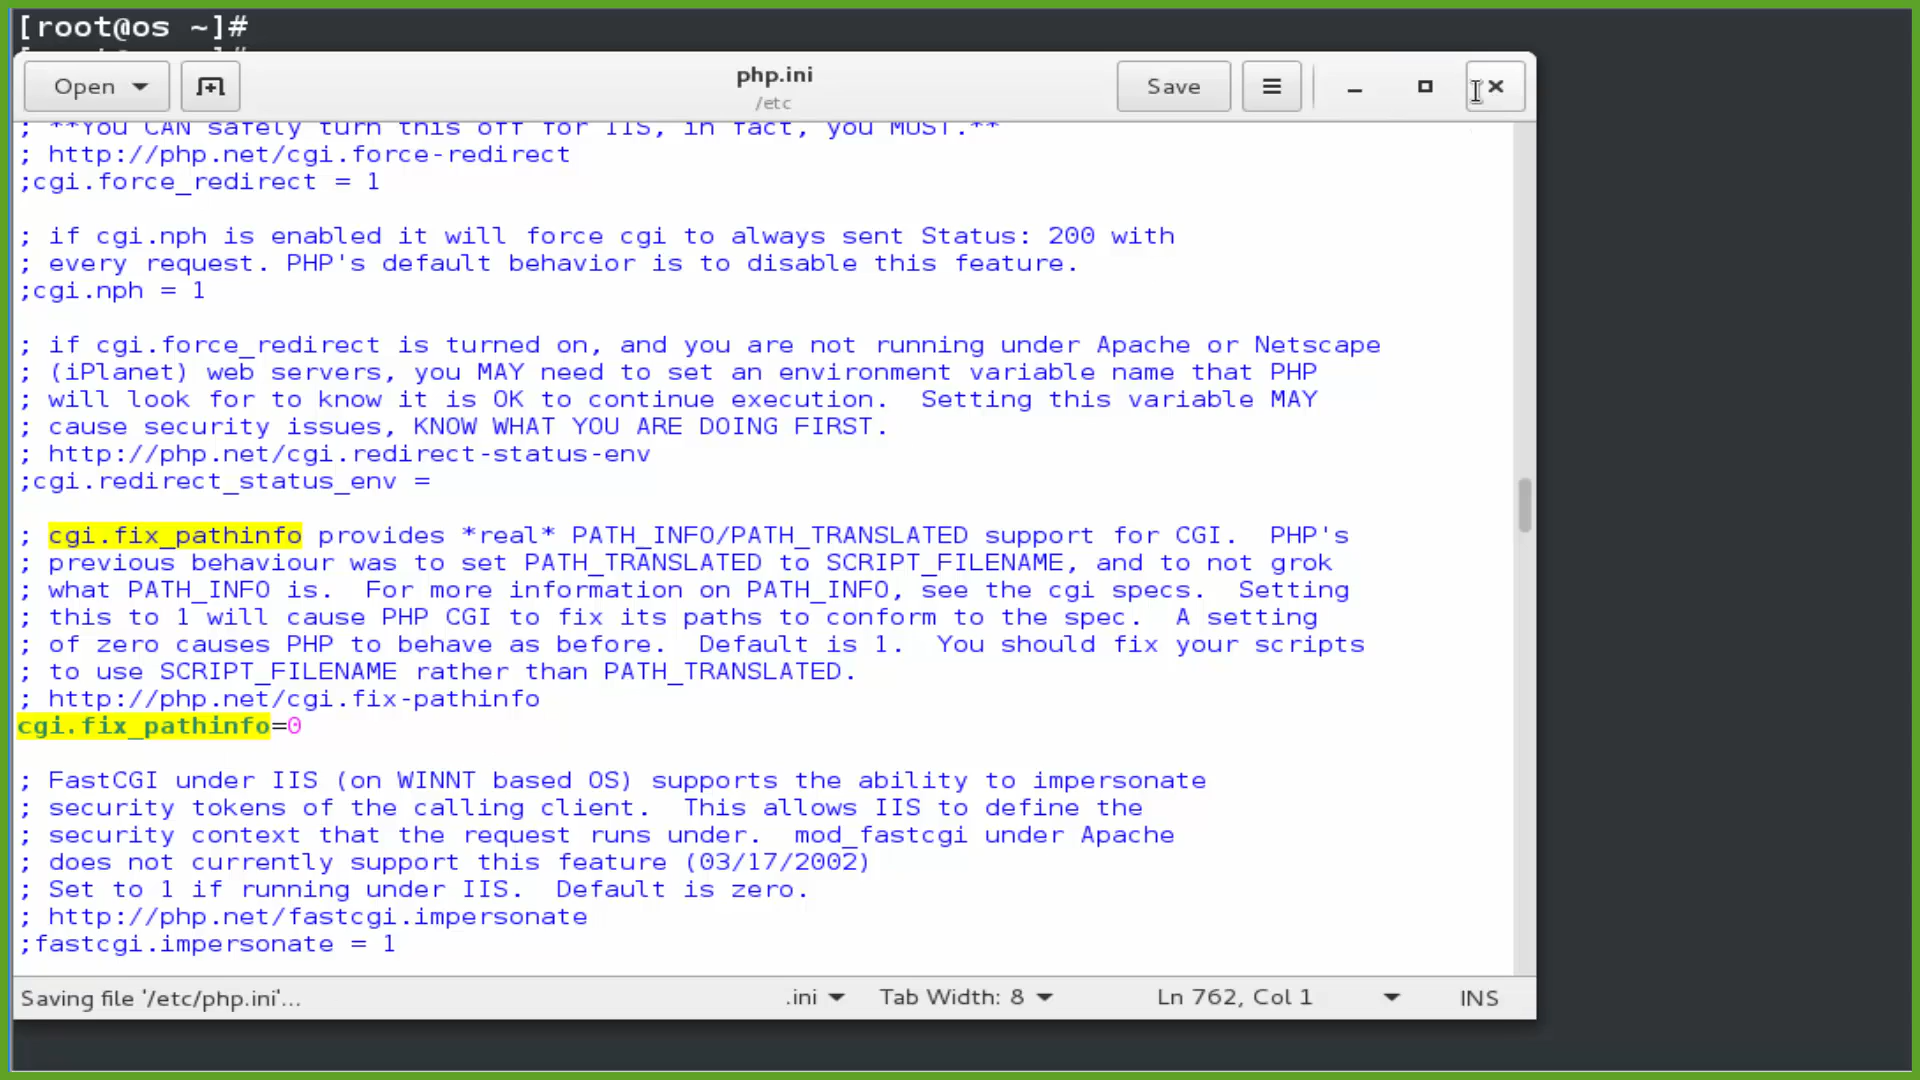 [root@os ~]#
Open
php.ini
/etc
Save
; **You CAN safely turn this off for IIS, in fact, you MUST.**
; http://php.net/cgi.force-redirect
;cgi.force_redirect = 1
; if cgi.nph is enabled it will force cgi to always sent Status: 200 with
; every request. PHP's default behavior is to disable this feature.
;cgi.nph = 1
; if cgi.force_redirect is turned on, and you are not running under Apache or Netscape
; (iPlanet) web servers, you MAY need to set an environment variable name that PHP
; will look for to know it is OK to continue execution.  Setting this variable MAY
; cause security issues, KNOW WHAT YOU ARE DOING FIRST.
; http://php.net/cgi.redirect-status-env
;cgi.redirect_status_env =
; cgi.fix_pathinfo provides *real* PATH_INFO/PATH_TRANSLATED support for CGI.  PHP's
; previous behaviour was to set PATH_TRANSLATED to SCRIPT_FILENAME, and to not grok
; what PATH_INFO is.  For more information on PATH_INFO, see the cgi specs.  Setting
; this to 1 will cause PHP CGI to fix its paths to conform to the spec.  A setting
; of zero causes PHP to behave as before.  Default is 1.  You should fix your scripts
; to use SCRIPT_FILENAME rather than PATH_TRANSLATED.
; http://php.net/cgi.fix-pathinfo
cgi.fix_pathinfo=0
; FastCGI under IIS (on WINNT based OS) supports the ability to impersonate
; security tokens of the calling client.  This allows IIS to define the
; security context that the request runs under.  mod_fastcgi under Apache
; does not currently support this feature (03/17/2002)
; Set to 1 if running under IIS.  Default is zero.
; http://php.net/fastcgi.impersonate
;fastcgi.impersonate = 1
Saving file '/etc/php.ini'...
.ini
Tab Width: 8
Ln 762, Col 1
INS